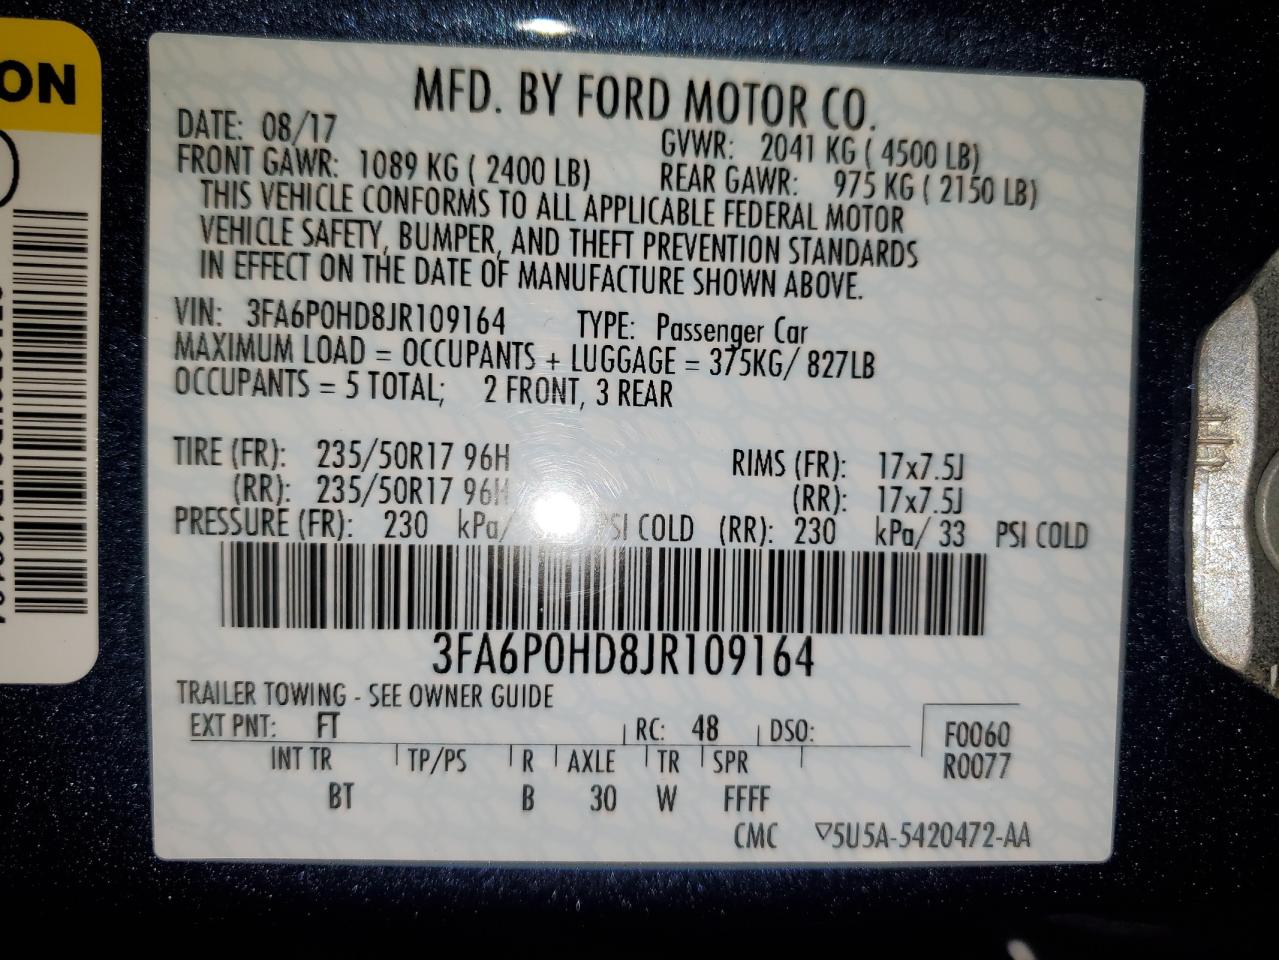 ON
MFD. BY FORD MOTOR CO.
DATE: 08/17 GVWR: 2041 KG ( 4500 LB)
FRONT GAWR: 1089 KG ( 2400 LB) REAR GAWR: 975 KG ( 2150 LB)
THIS VEHICLE CONFORMS TO ALL APPLICABLE FEDERAL MOTOR
VEHICLE SAFETY, BUMPER, AND THEFT PREVENTION STANDARDS
IN EFFECT ON THE DATE OF MANUFACTURE SHOWN ABOVE.
VIN: 3FA6P0HD8JR109164 TYPE: Passenger Car
MAXIMUM LOAD = OCCUPANTS + LUGGAGE = 375KG/ 827LB
OCCUPANTS = 5 TOTAL; 2 FRONT, 3 REAR
TIRE (FR): 235/50R17 96H RIMS (FR): 17x7.5J
(RR): 235/50R17 96H (RR): 17x7.5J
PRESSURE (FR): 230 kPa/ PSI COLD (RR): 230 kPa/ 33 PSI COLD
3FA6P0HD8JR109164
TRAILER TOWING - SEE OWNER GUIDE
EXT PNT: FT RC: 48 DSO: F0060
INT TR TP/PS R AXLE TR SPR R0077
BT B 30 W FFFF
CMC ▽5U5A-5420472-AA